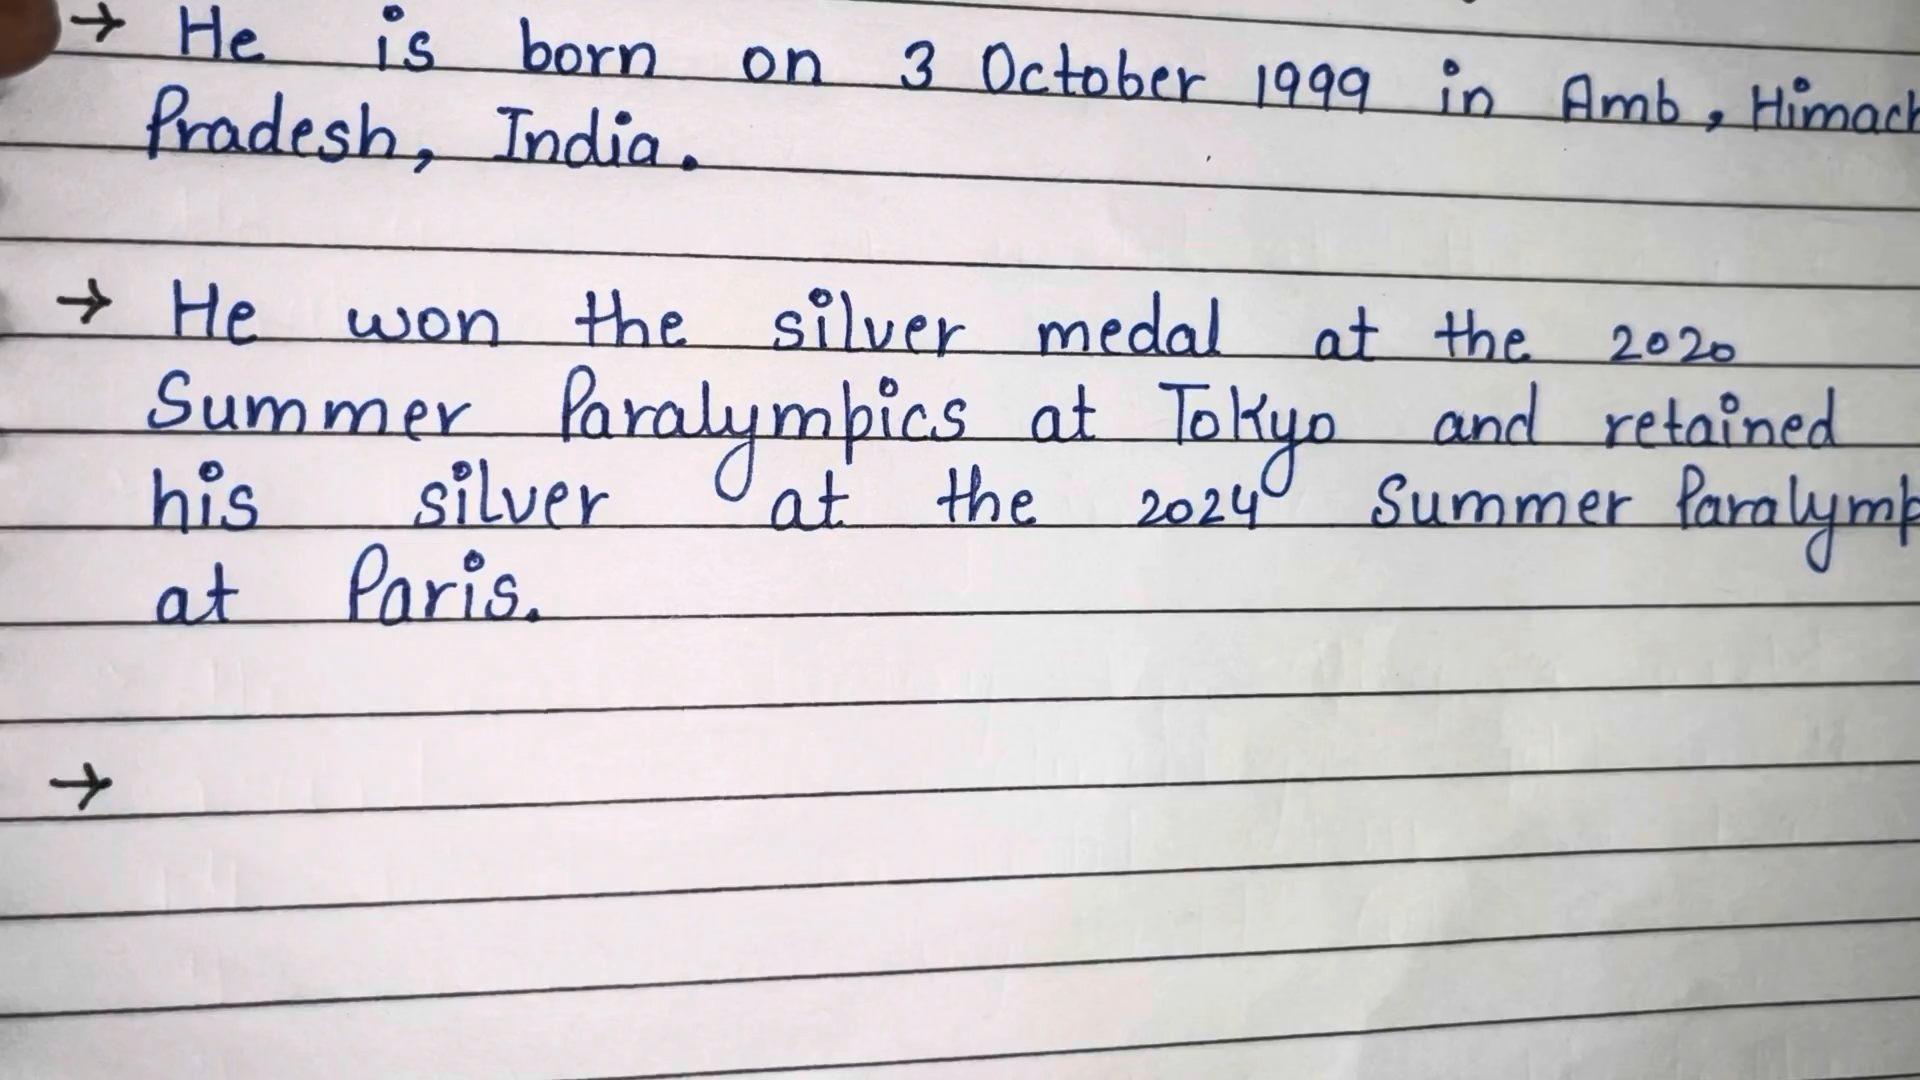 → He is born on 3 October 1999 in Amb, Himach
Pradesh, India.
→ He won the silver medal at the 2020
Summer Paralympics at Tokyo and retained
his silver at the 2024 Summer Paralymp
at Paris.
→